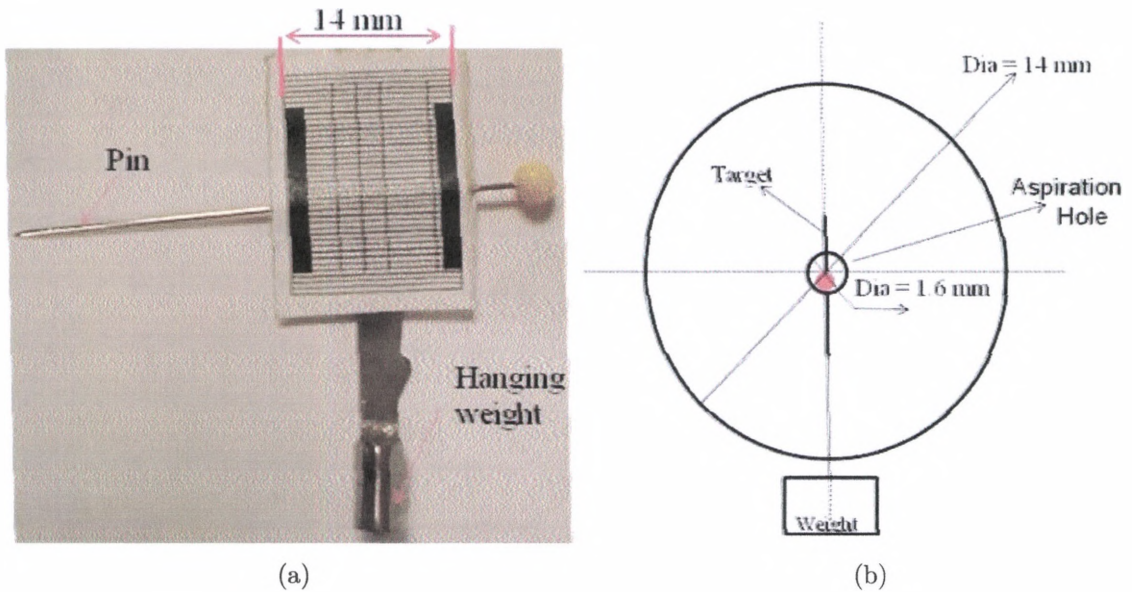 14 mm
Pin
Hanging
weight
(a)
Dia = 14 mm
Target
Aspiration
Hole
Dia = 1.6 mm
Weight
(b)